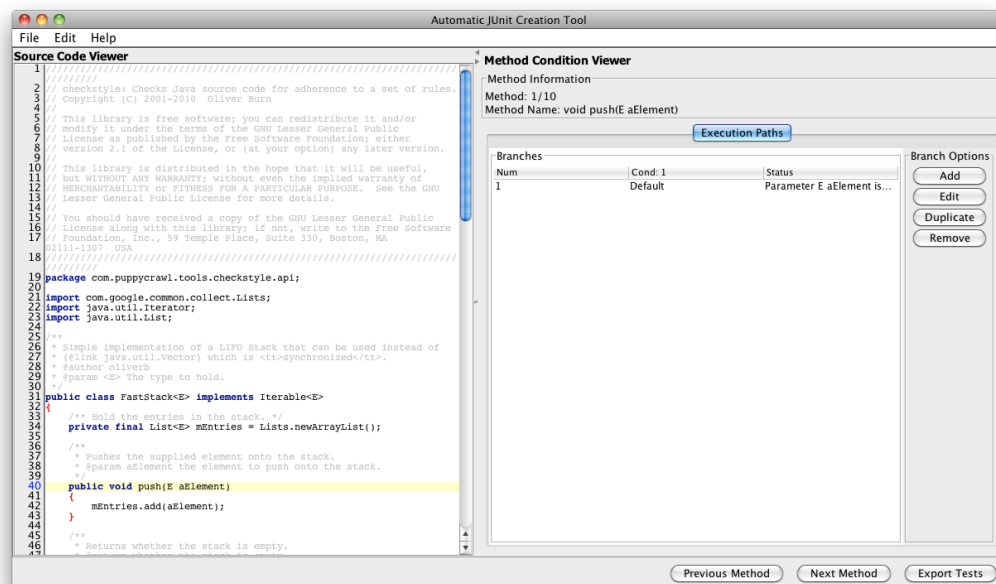 Automatic JUnit Creation Tool
File Edit Help
Source Code Viewer
1 ////////////////////////////////////////////////////////////////////////
/////////
2 // checkstyle: Checks Java source code for adherence to a set of rules.
3 // Copyright (C) 2001-2010  Oliver Burn
4 //
5 // This library is free software; you can redistribute it and/or
6 // modify it under the terms of the GNU Lesser General Public
7 // License as published by the Free Software Foundation; either
8 // version 2.1 of the License, or (at your option) any later version.
9 //
10 // This library is distributed in the hope that it will be useful,
11 // but WITHOUT ANY WARRANTY; without even the implied warranty of
12 // MERCHANTABILITY or FITNESS FOR A PARTICULAR PURPOSE.  See the GNU
13 // Lesser General Public License for more details.
14 //
15 // You should have received a copy of the GNU Lesser General Public
16 // License along with this library; if not, write to the Free Software
17 // Foundation, Inc., 59 Temple Place, Suite 330, Boston, MA
02111-1307  USA
18 ////////////////////////////////////////////////////////////////////////
/////////
19 package com.puppycrawl.tools.checkstyle.api;
20
21 import com.google.common.collect.Lists;
22 import java.util.Iterator;
23 import java.util.List;
24
25 /**
26  * Simple implementation of a LIFO Stack that can be used instead of
27  * {@link java.util.Vector} which is <tt>synchronized</tt>.
28  * @author oliverb
29  * @param <E> The type to hold.
30  */
31 public class FastStack<E> implements Iterable<E>
32 {
33     /** Hold the entries in the stack. */
34     private final List<E> mEntries = Lists.newArrayList();
35
36     /**
37      * Pushes the supplied element onto the stack.
38      * @param aElement the element to push onto the stack.
39      */
40     public void push(E aElement)
41     {
42         mEntries.add(aElement);
43     }
44
45     /**
46      * Returns whether the stack is empty.
47
Method Condition Viewer
Method Information
Method: 1/10
Method Name: void push(E aElement)
Execution Paths
Branches
Num Cond: 1 Status
1 Default Parameter E aElement is...
Branch Options
Add
Edit
Duplicate
Remove
Previous Method Next Method Export Tests